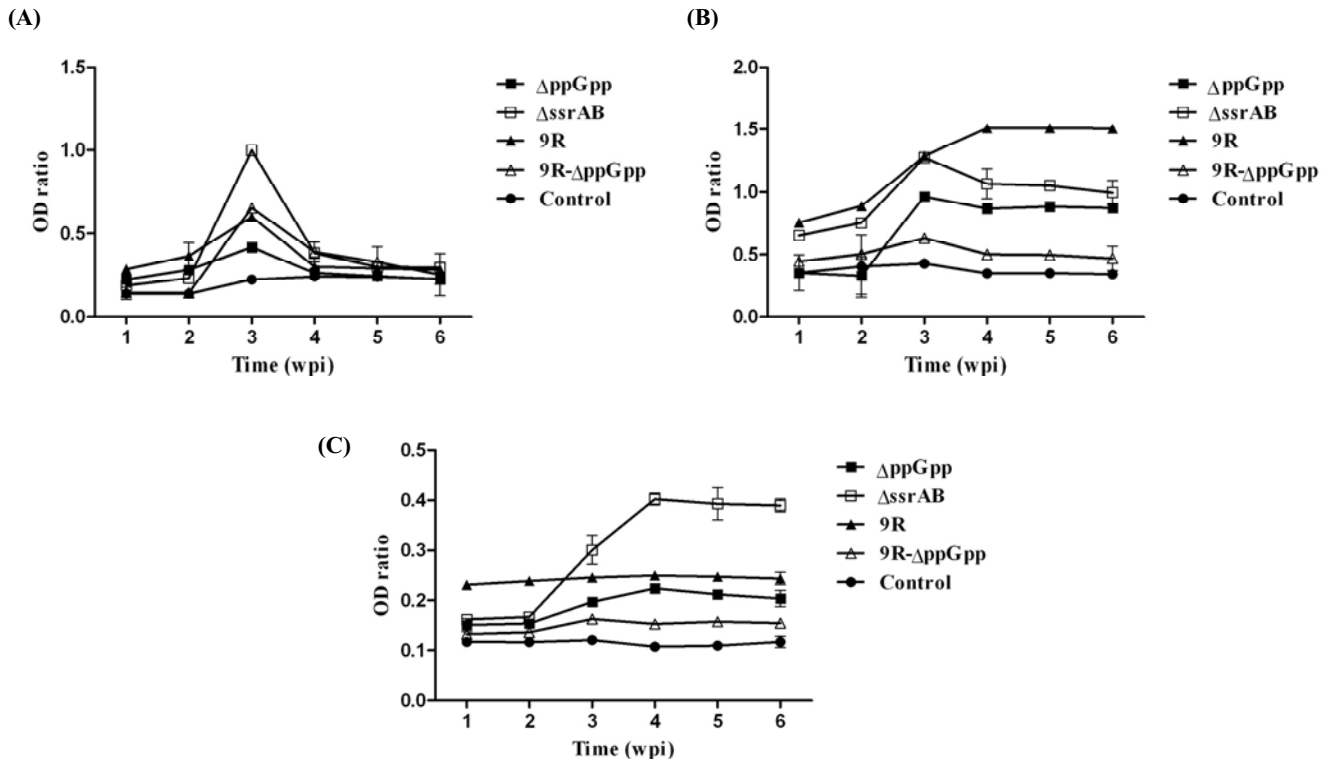 (A)
1.5
1.0
0.5
0.0
OD ratio
1 2 3 4 5 6
Time (wpi)
ΔppGpp
ΔssrAB
9R
9R-ΔppGpp
Control
(B)
2.0
1.5
1.0
0.5
0.0
OD ratio
1 2 3 4 5 6
Time (wpi)
ΔppGpp
ΔssrAB
9R
9R-ΔppGpp
Control
(C)
0.5
0.4
0.3
0.2
0.1
0.0
OD ratio
1 2 3 4 5 6
Time (wpi)
ΔppGpp
ΔssrAB
9R
9R-ΔppGpp
Control